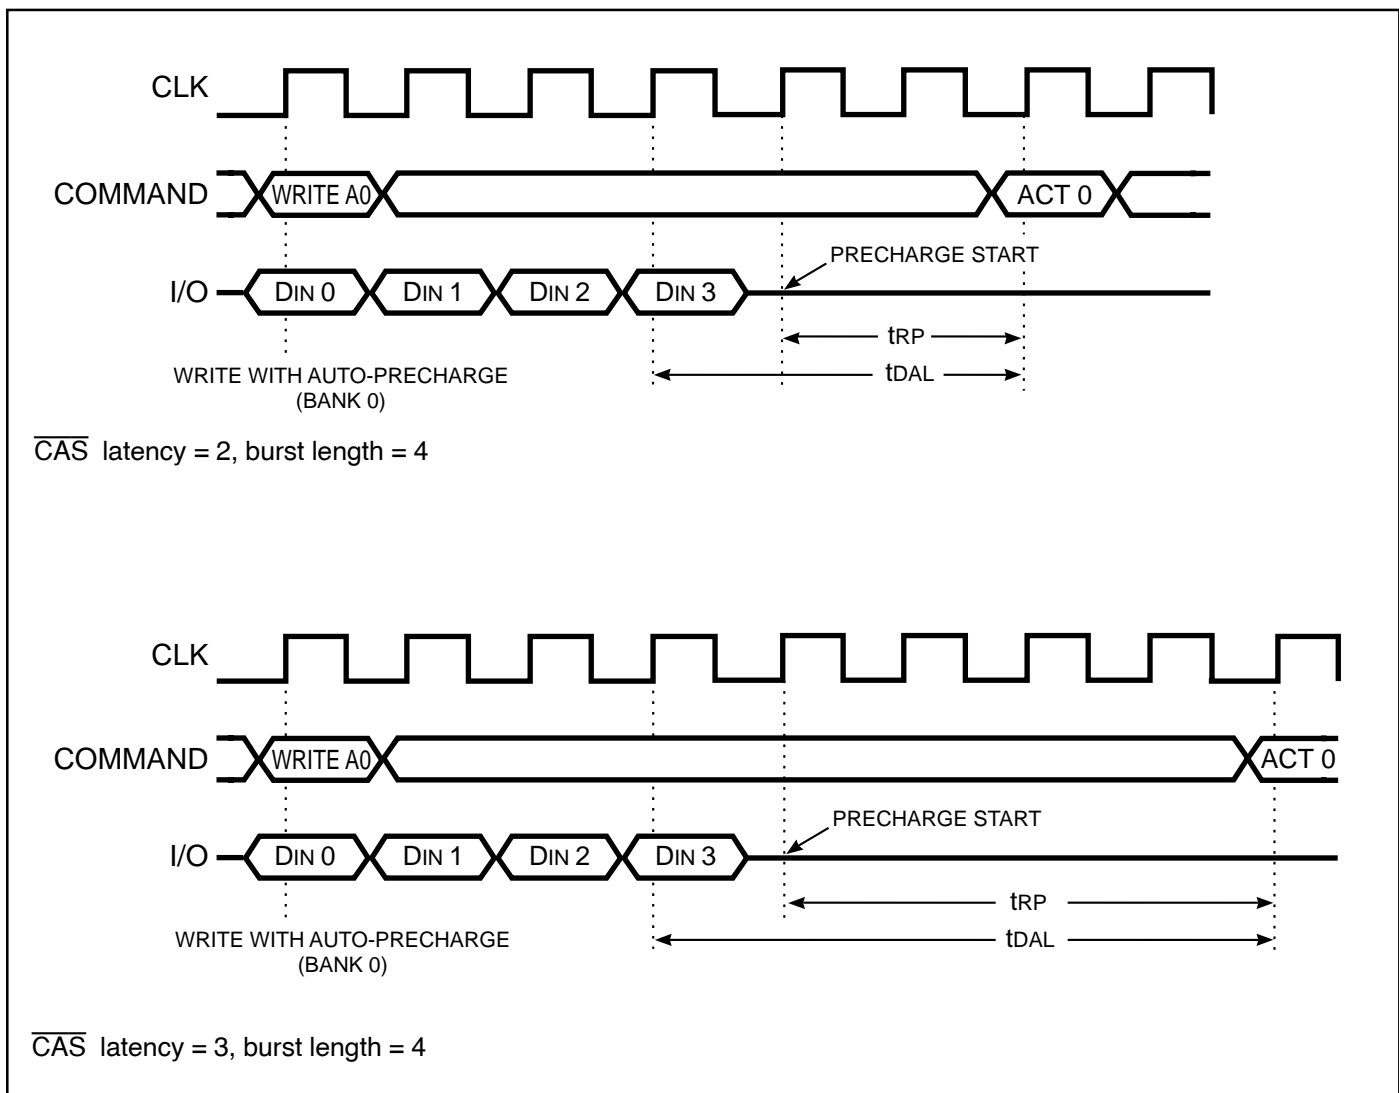 CLK
COMMAND WRITE A0 ACT 0
PRECHARGE START
I/O DIN 0 DIN 1 DIN 2 DIN 3
tRP
tDAL
WRITE WITH AUTO-PRECHARGE
(BANK 0)
CAS latency = 2, burst length = 4
CLK
COMMAND WRITE A0 ACT 0
PRECHARGE START
I/O DIN 0 DIN 1 DIN 2 DIN 3
tRP
tDAL
WRITE WITH AUTO-PRECHARGE
(BANK 0)
CAS latency = 3, burst length = 4